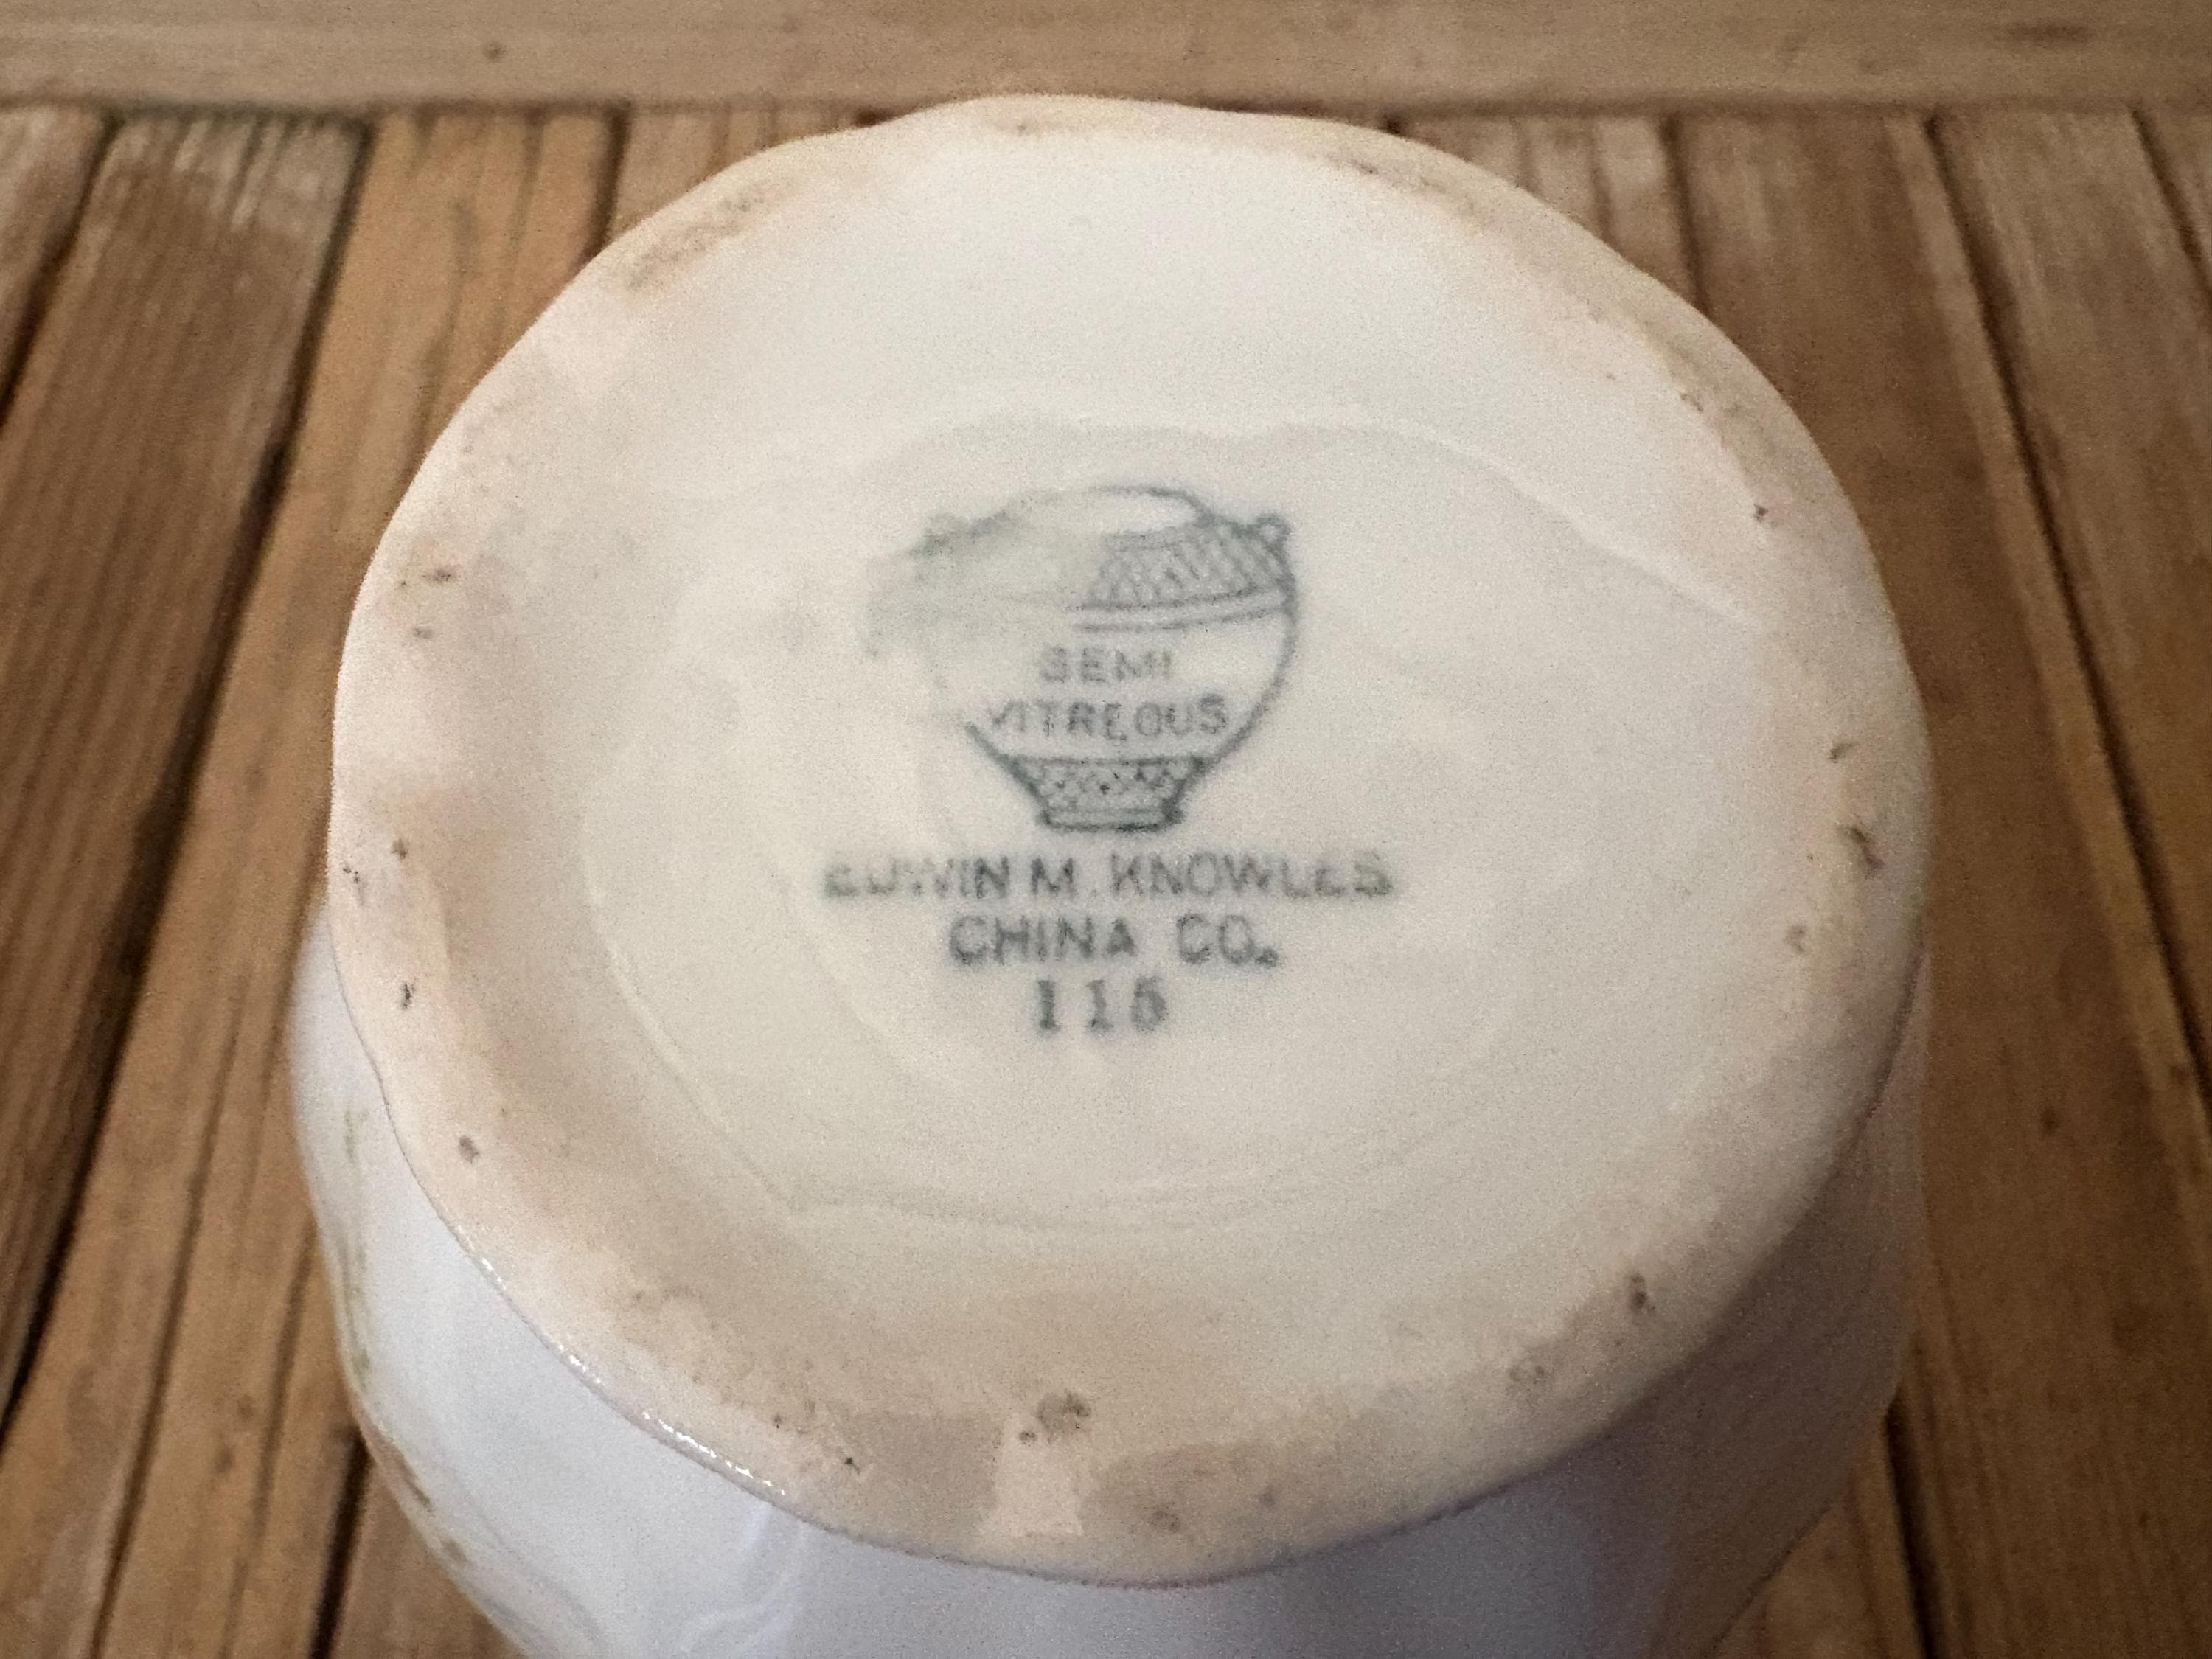 SEMI
VITREOUS
EDWIN M. KNOWLES
CHINA CO.
115